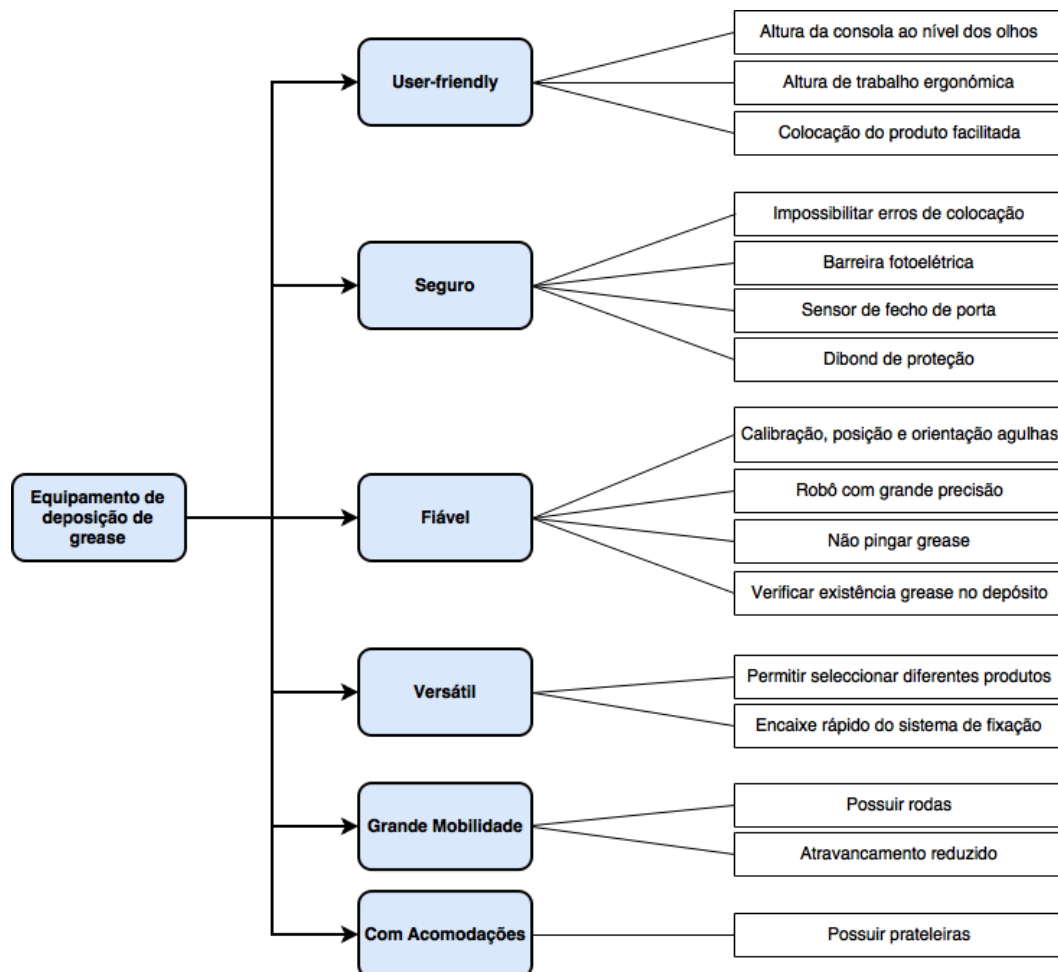 Equipamento de
deposição de
grease
User-friendly
Altura da consola ao nível dos olhos
Altura de trabalho ergonómica
Colocação do produto facilitada
Seguro
Impossibilitar erros de colocação
Barreira fotoelétrica
Sensor de fecho de porta
Dibond de proteção
Fiável
Calibração, posição e orientação agulhas
Robô com grande precisão
Não pingar grease
Verificar existência grease no depósito
Versátil
Permitir seleccionar diferentes produtos
Encaixe rápido do sistema de fixação
Grande Mobilidade
Possuir rodas
Atravancamento reduzido
Com Acomodações
Possuir prateleiras